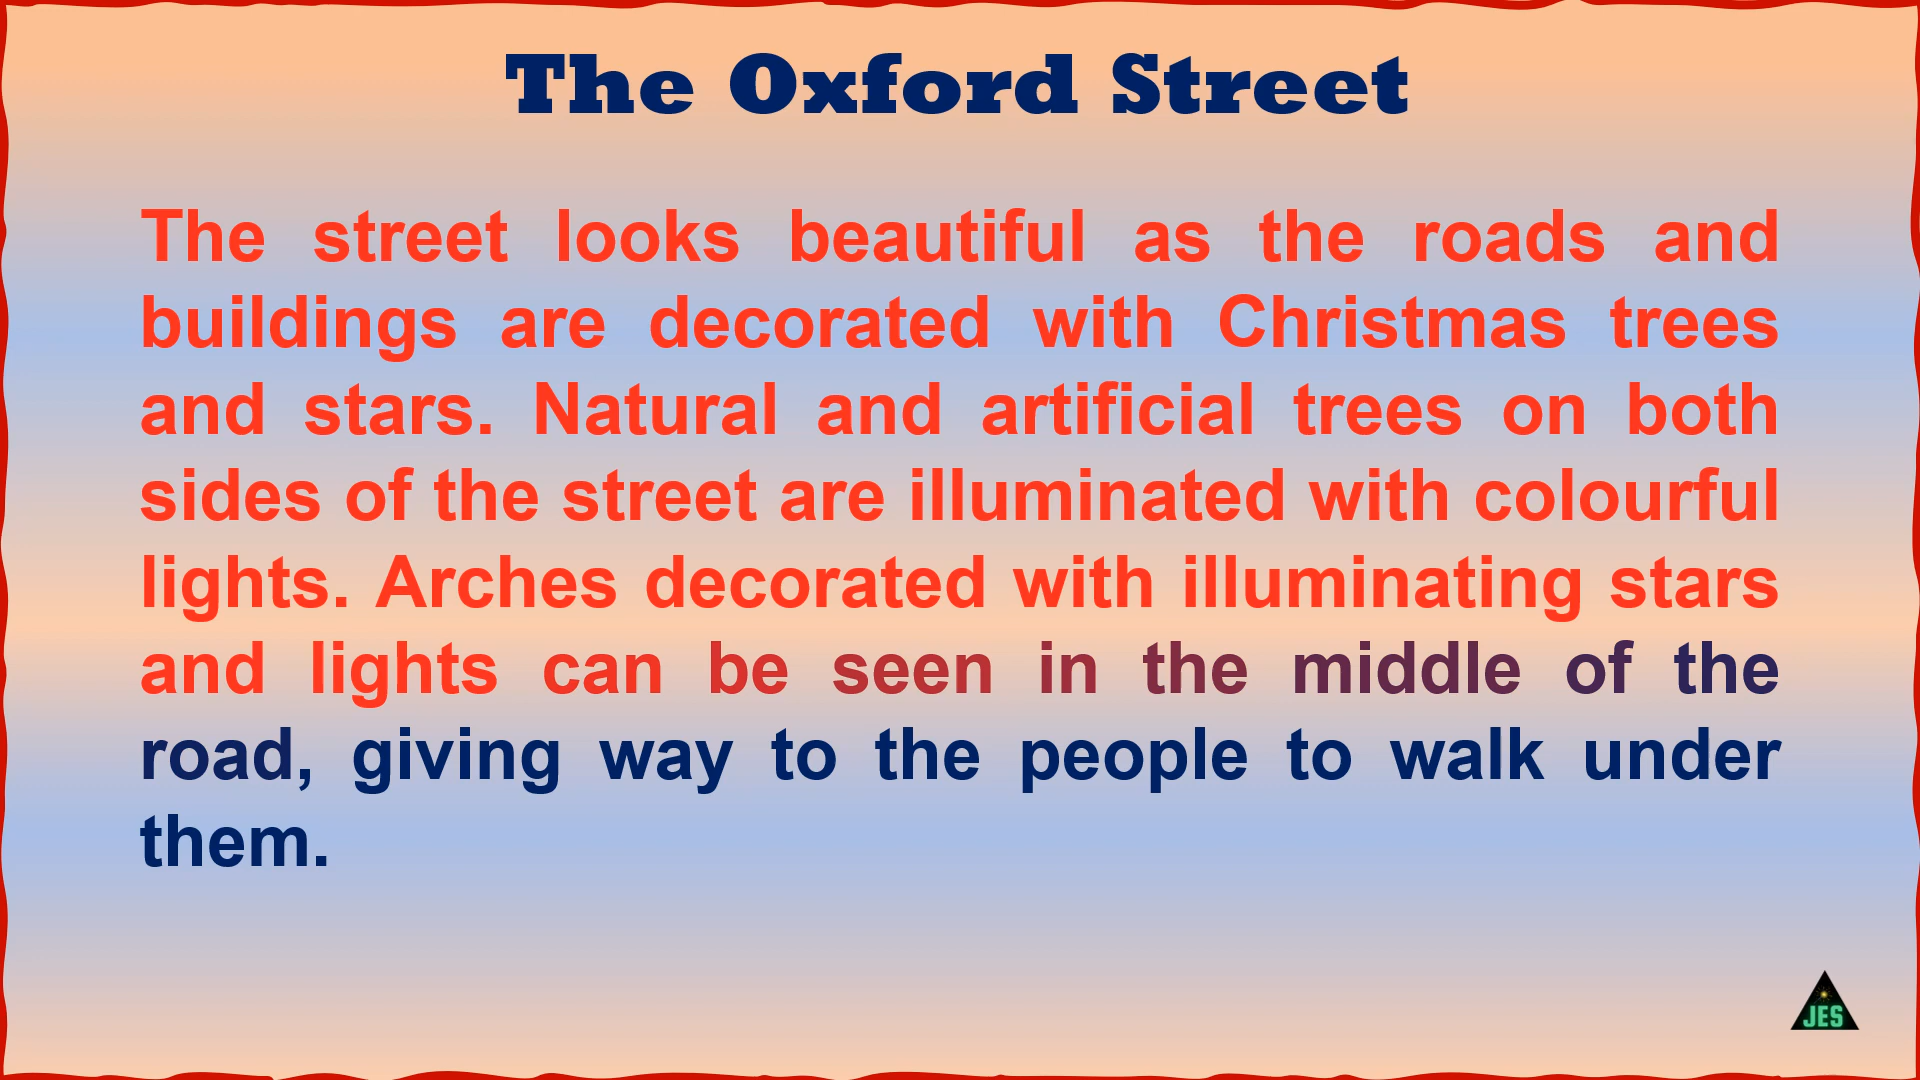 The Oxford Street
The street looks beautiful as the roads and
buildings are decorated with Christmas trees
and stars. Natural and artificial trees on both
sides of the street are illuminated with colourful
lights. Arches decorated with illuminating stars
and lights can be seen in the middle of the
road, giving way to the people to walk under
them.
JES